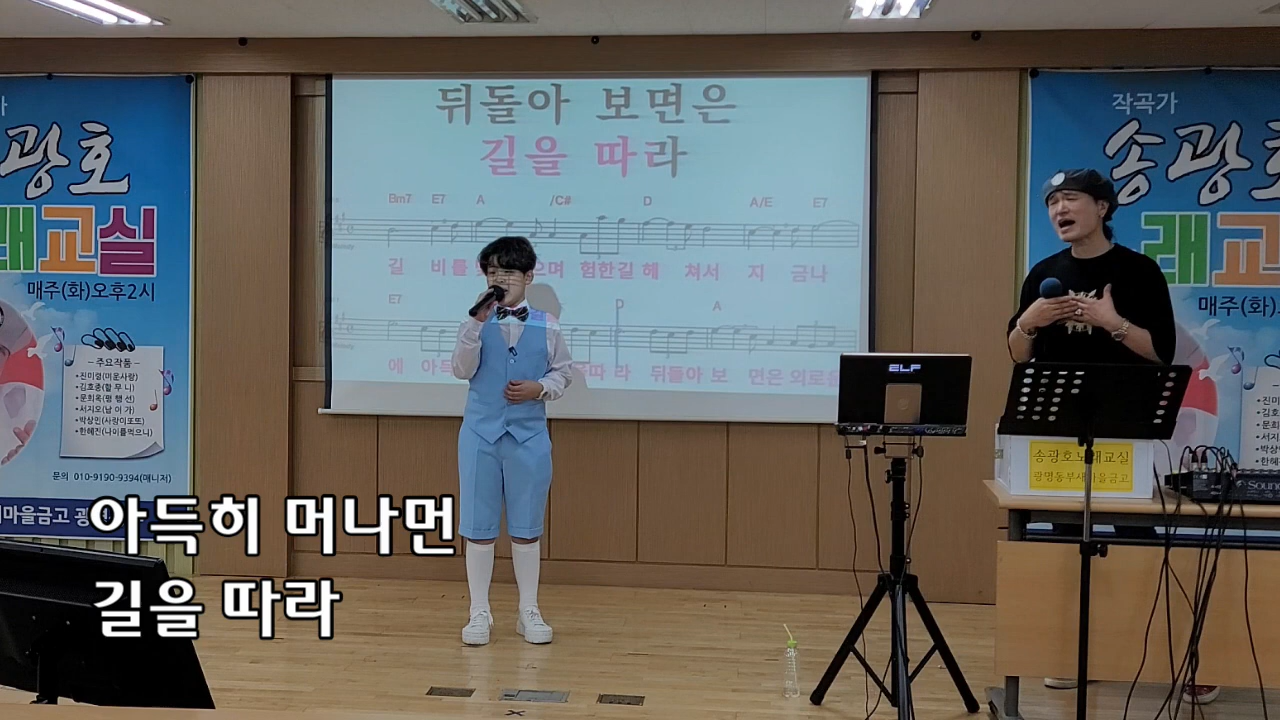 뒤돌아 보면은
길을 따라
Bm7 E7 A /C# D A/E E7
길 비를 으며 험한길 헤 쳐서 지 금나
E7 D A
에 아득 따 라 뒤돌아 보 면은 외로운
광호
래교실
매주(화)오후2시
– 주요작품 –
•진미령(미운사랑)
•김호중(할 무 니)
•문희옥(평 행 선)
•서지오(남 이 가)
•박상민(사랑이또또)
•한혜진(나이를먹으니)
문의 010-9190-9394(매니저)
마을금고
작곡가
송광호
래교
매주(화)
ELF
송광호노래교실
광명동부새마을금고
아득히 머나먼
길을 따라